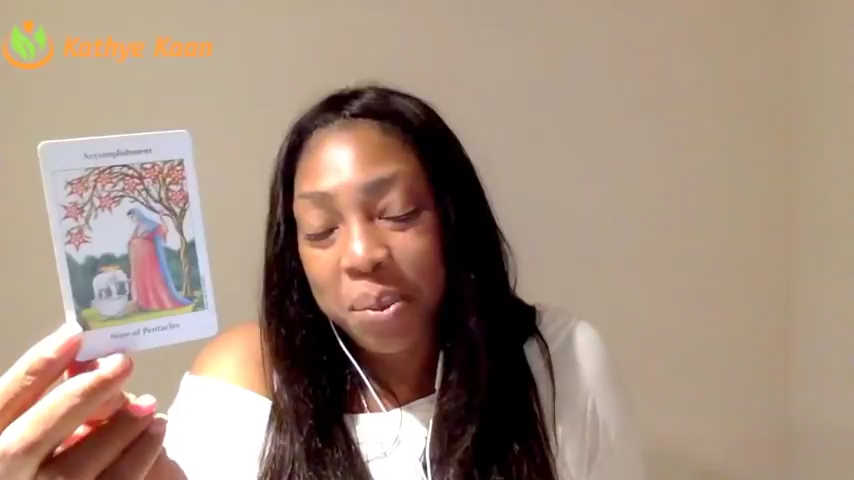 Kathye Kaan
Accomplishment
Nine of Pentacles